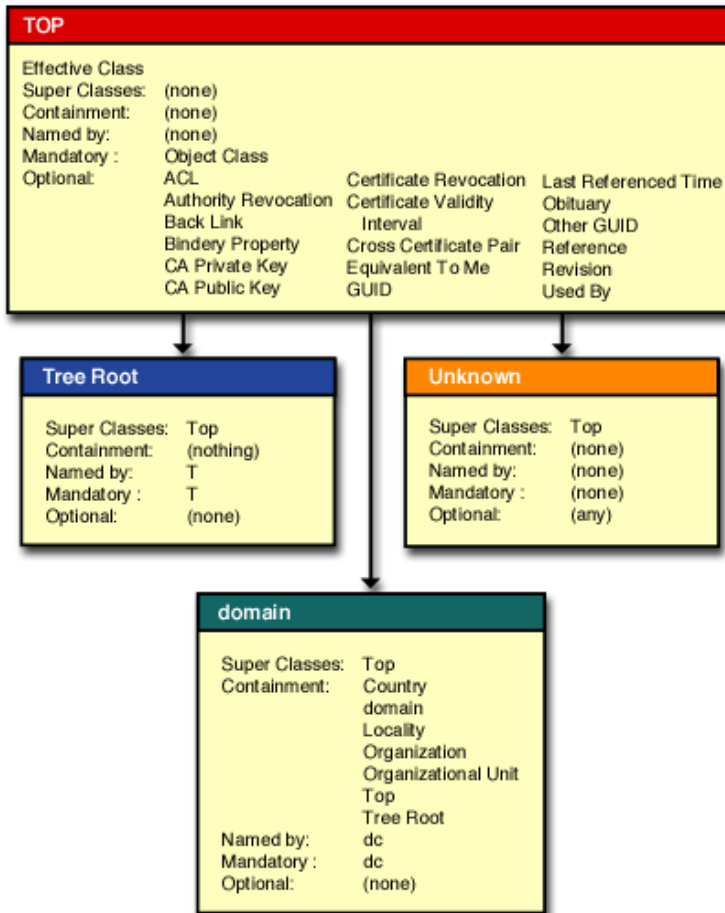 TOP
Effective Class
Super Classes: (none)
Containment: (none)
Named by: (none)
Mandatory : Object Class
Optional: ACL Certificate Revocation Last Referenced Time
Authority Revocation Certificate Validity Obituary
Back Link Interval Other GUID
Bindery Property Cross Certificate Pair Reference
CA Private Key Equivalent To Me Revision
CA Public Key GUID Used By
Tree Root
Super Classes: Top
Containment: (nothing)
Named by: T
Mandatory : T
Optional: (none)
Unknown
Super Classes: Top
Containment: (none)
Named by: (none)
Mandatory : (none)
Optional: (any)
domain
Super Classes: Top
Containment: Country
domain
Locality
Organization
Organizational Unit
Top
Tree Root
Named by: dc
Mandatory : dc
Optional: (none)